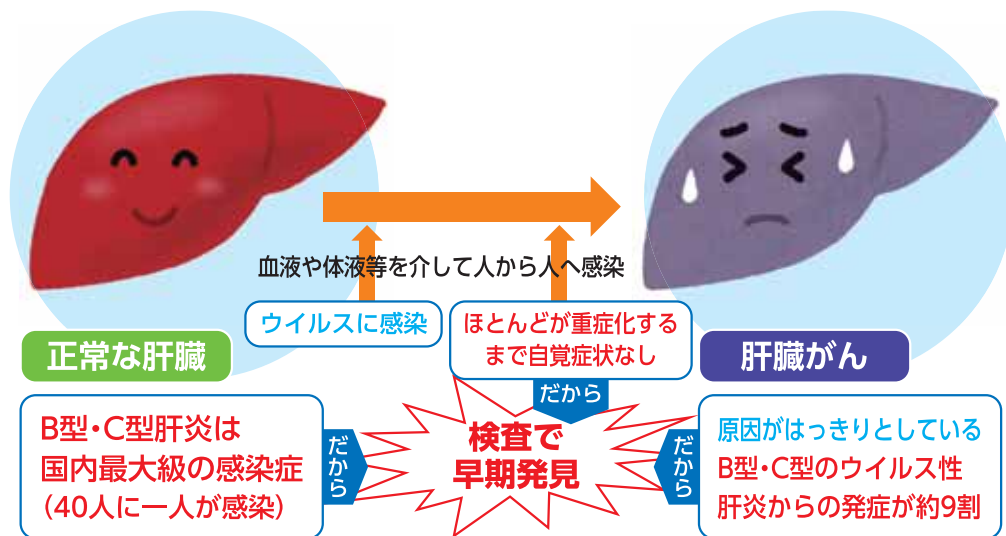 血液や体液等を介して人から人へ感染
ウイルスに感染
ほとんどが重症化する
まで自覚症状なし
正常な肝臓
肝臓がん
B型・C型肝炎は
国内最大級の感染症
(40人に一人が感染)
だから
だから
検査で
早期発見
だから
原因がはっきりとしている
B型・C型のウイルス性
肝炎からの発症が約9割